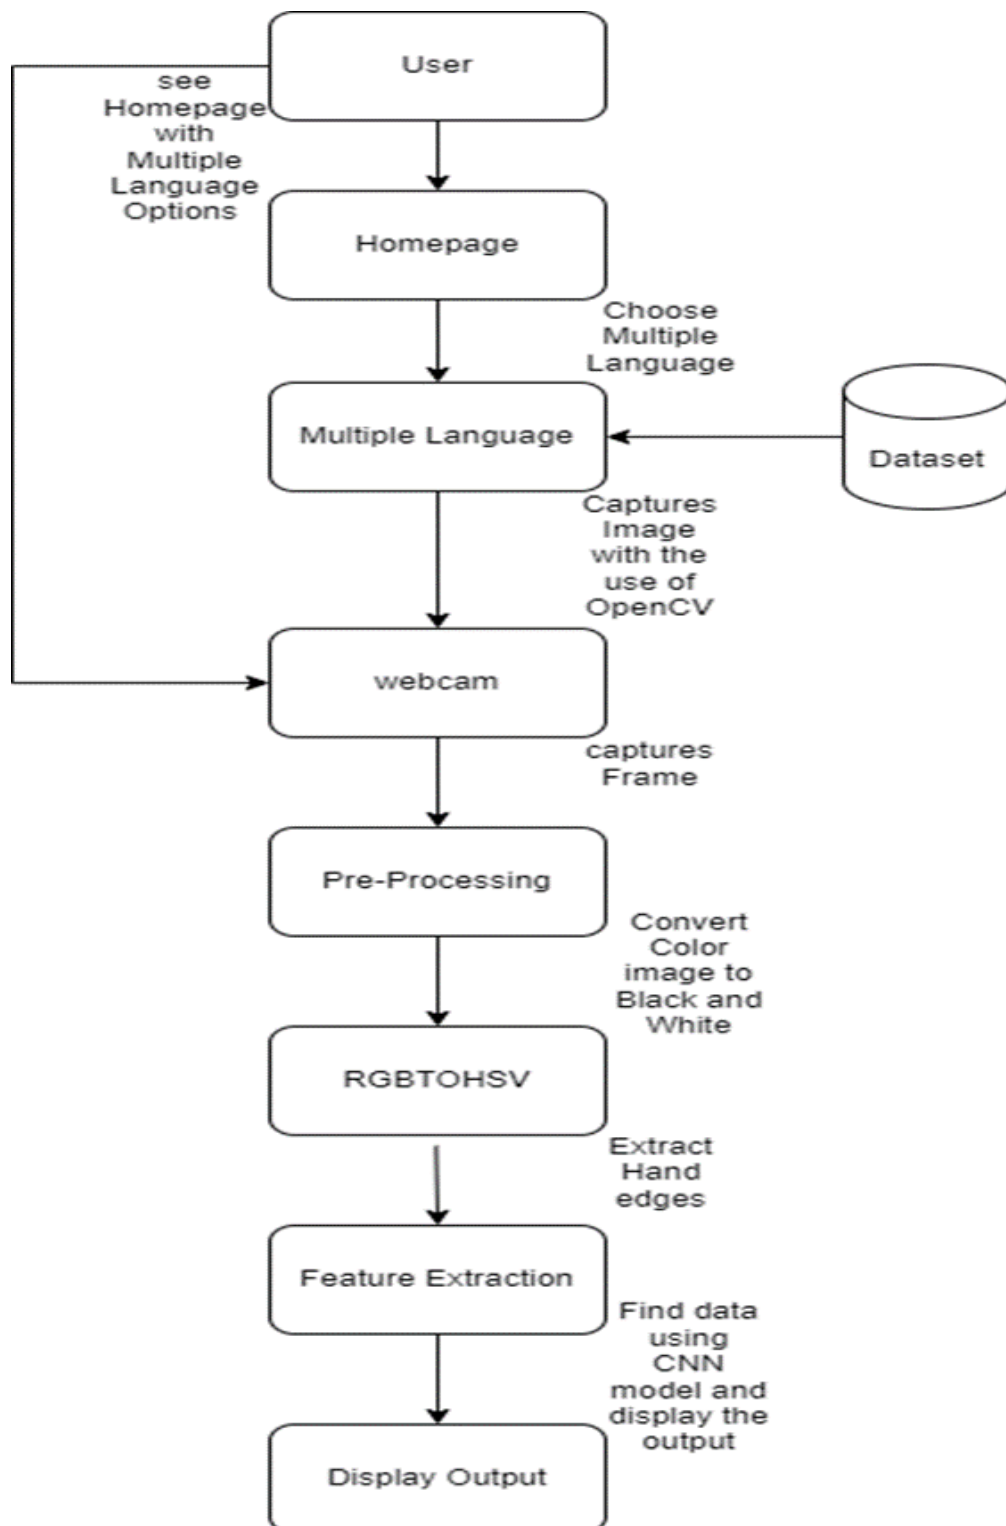 User
see
Homepage
with
Multiple
Language
Options
Homepage
Choose
Multiple
Language
Multiple Language
Dataset
Captures
Image
with the
use of
OpenCV
webcam
captures
Frame
Pre-Processing
Convert
Color
image to
Black and
White
RGBTOHSV
Extract
Hand
edges
Feature Extraction
Find data
using
CNN
model and
display the
output
Display Output